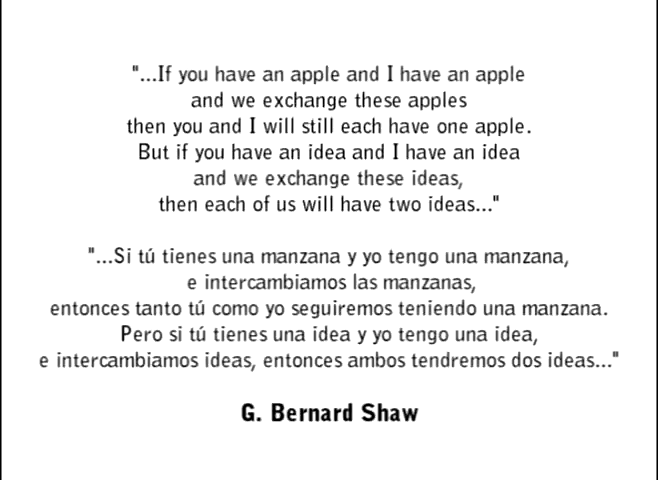 "...If you have an apple and I have an apple
and we exchange these apples
then you and I will still each have one apple.
But if you have an idea and I have an idea
and we exchange these ideas,
then each of us will have two ideas..."
"...Si tú tienes una manzana y yo tengo una manzana,
e intercambiamos las manzanas,
entonces tanto tú como yo seguiremos teniendo una manzana.
Pero si tú tienes una idea y yo tengo una idea,
e intercambiamos ideas, entonces ambos tendremos dos ideas..."
G. Bernard Shaw